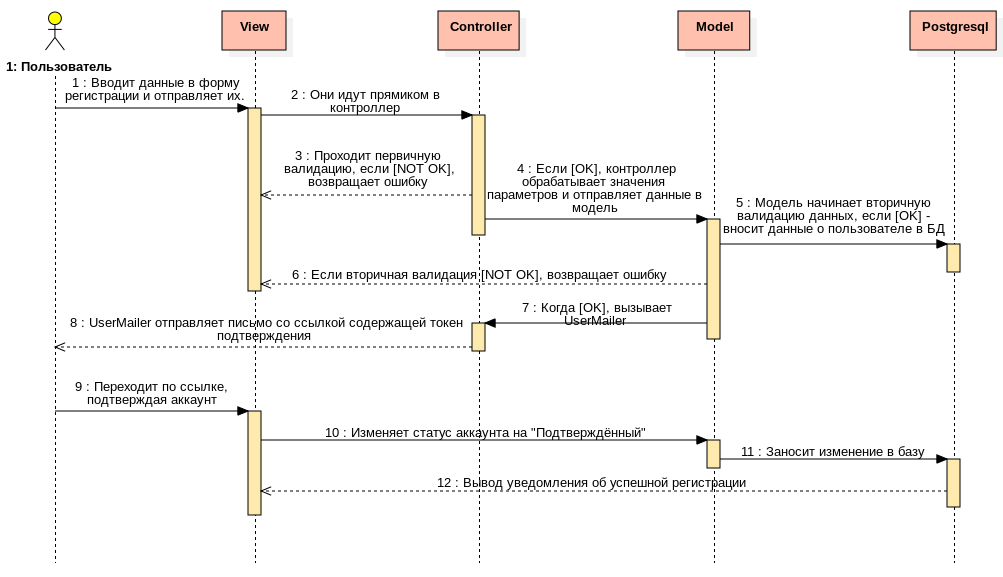 View
Controller
Model
Postgresql
1: Пользователь
1 : Вводит данные в форму
регистрации и отправляет их.
2 : Они идут прямиком в
контроллер
3 : Проходит первичную
валидацию, если [NOT OK],
возвращает ошибку
4 : Если [OK], контроллер
обрабатывает значения
параметров и отправляет данные в
модель
5 : Модель начинает вторичную
валидацию данных, если [OK] -
вносит данные о пользователе в БД
6 : Если вторичная валидация [NOT OK], возвращает ошибку
7 : Когда [OK], вызывает
UserMailer
8 : UserMailer отправляет письмо со ссылкой содержащей токен
подтверждения
9 : Переходит по ссылке,
подтверждая аккаунт
10 : Изменяет статус аккаунта на "Подтверждённый"
11 : Заносит изменение в базу
12 : Вывод уведомления об успешной регистрации